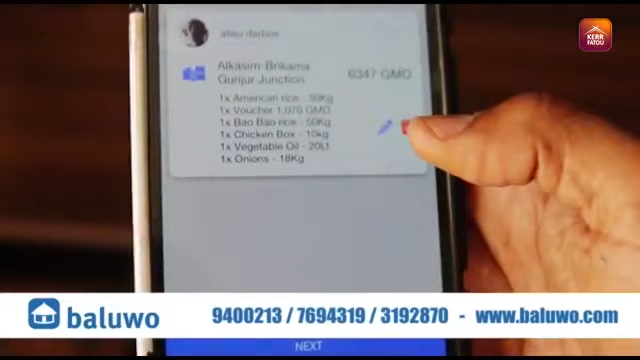 KERR
FATOU
alieu darboe
Alkasim-Brikama
Gunjur Junction
6347 GMD
1x American rice - 50Kg
1x Voucher 1,070 GMD
1x Bao Bao rice - 50Kg
1x Chicken Box - 10kg
1x Vegetable Oil - 20Lt
1x Onions - 18Kg
baluwo
9400213 / 7694319 / 3192870 - www.baluwo.com
NEXT